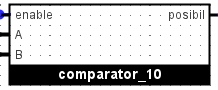 enable posibil
A
B
comparator_10